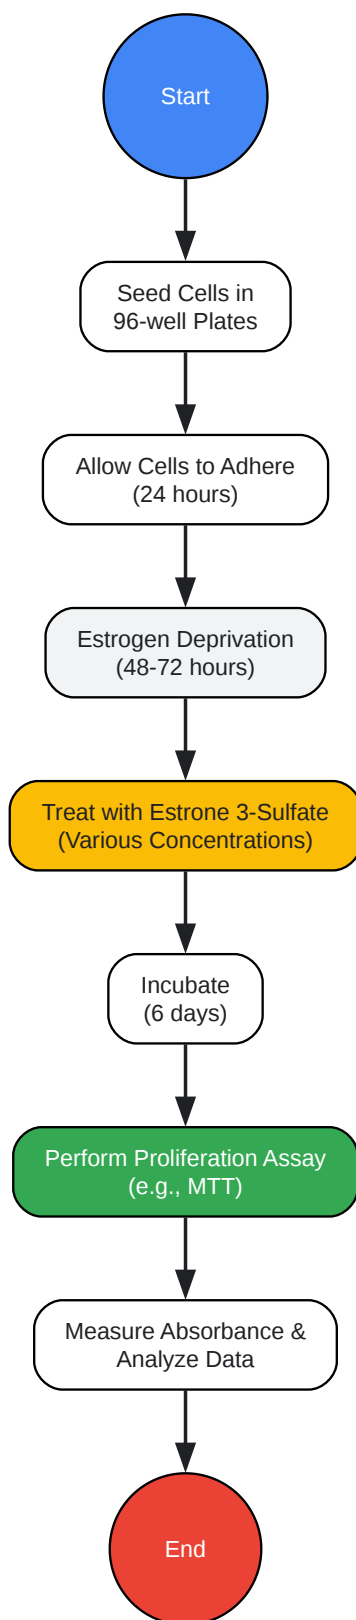 Start
Seed Cells in
96-well Plates
Allow Cells to Adhere
(24 hours)
Estrogen Deprivation
(48-72 hours)
Treat with Estrone 3-Sulfate
(Various Concentrations)
Incubate
(6 days)
Perform Proliferation Assay
(e.g., MTT)
Measure Absorbance &
Analyze Data
End